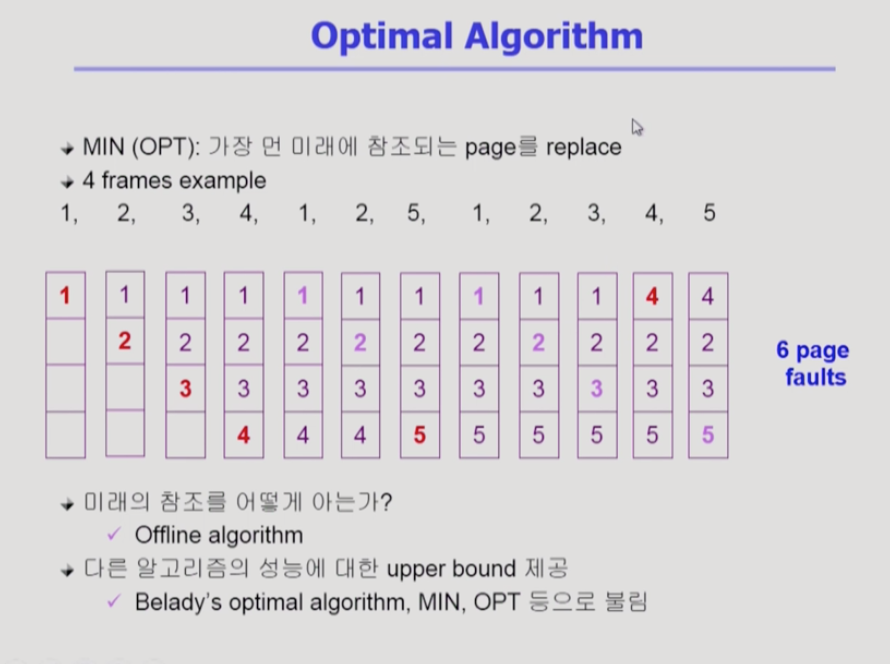 Optimal Algorithm
MIN (OPT): 가장 먼 미래에 참조되는 page를 replace
4 frames example
1, 2, 3, 4, 1, 2, 5, 1, 2, 3, 4, 5
1 1 1 1 1 1 1 1 1 1 4 4
2 2 2 2 2 2 2 2 2 2 2
3 3 3 3 3 3 3 3 3 3
4 4 4 5 5 5 5 5 5
6 page
faults
미래의 참조를 어떻게 아는가?
✓ Offline algorithm
다른 알고리즘의 성능에 대한 upper bound 제공
✓ Belady's optimal algorithm, MIN, OPT 등으로 불림